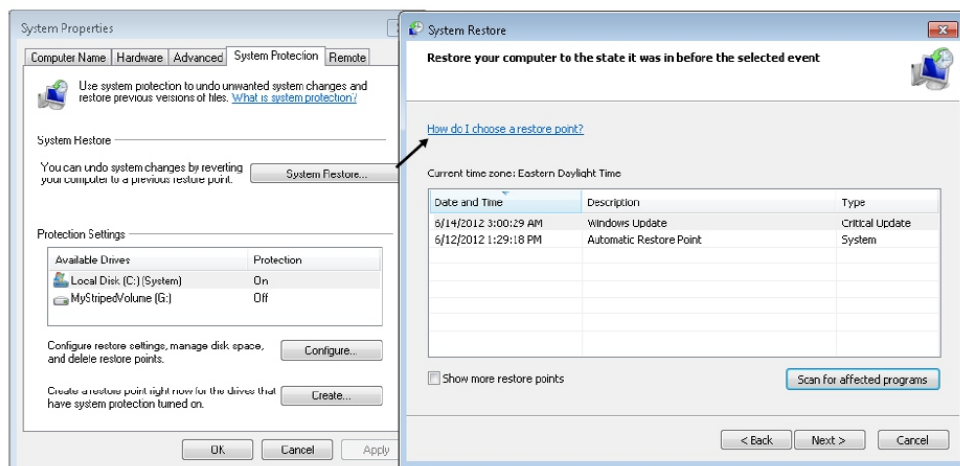 System Properties
Computer Name Hardware Advanced System Protection Remote
Use system protection to undo unwanted system changes and
restore previous versions of files. What is system protection?
System Restore
You can undo system changes by reverting
your computer to a previous restore point.
System Restore...
Protection Settings
Available Drives Protection
Local Disk (C:) (System) On
MyStripedVolume (G:) Off
Configure restore settings, manage disk space,
and delete restore points.
Configure...
Create a restore point right now for the drives that
have system protection turned on.
Create...
OK Cancel Apply
System Restore
Restore your computer to the state it was in before the selected event
How do I choose a restore point?
Current time zone: Eastern Daylight Time
Date and Time Description Type
6/14/2012 3:00:29 AM Windows Update Critical Update
6/12/2012 1:29:18 PM Automatic Restore Point System
Show more restore points
Scan for affected programs
< Back Next > Cancel